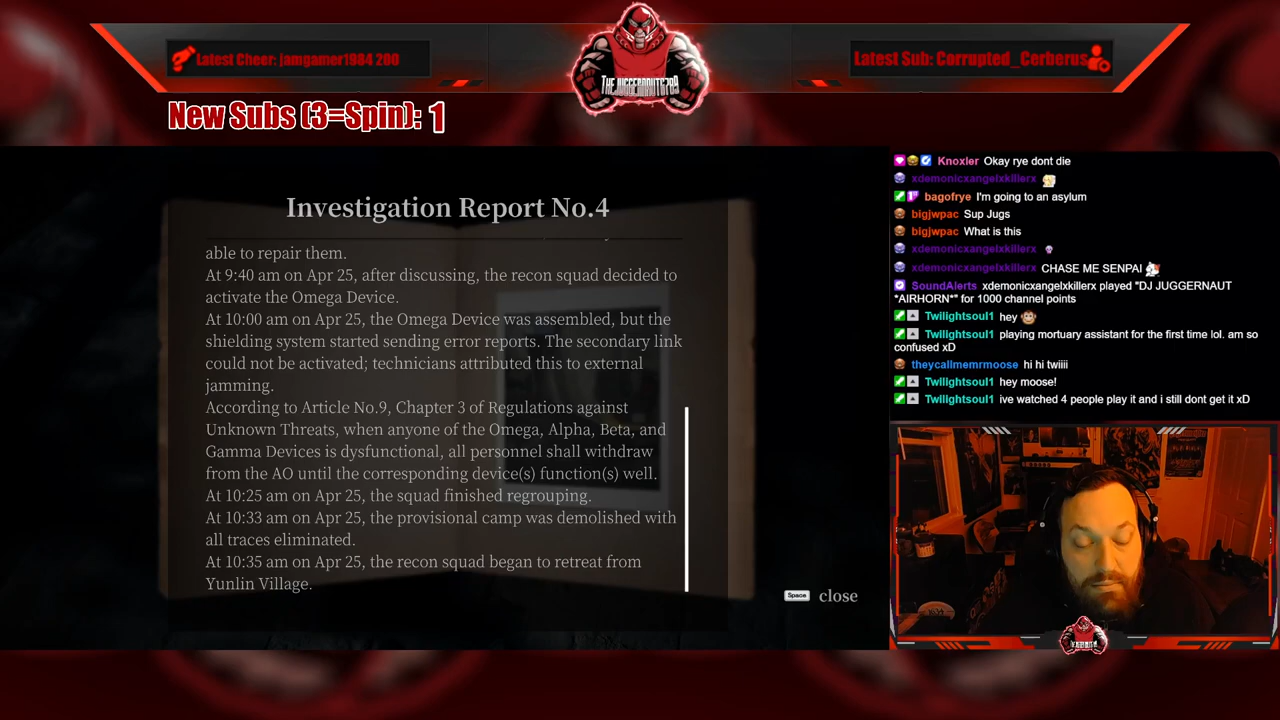 Latest Cheer: jamgamer1984 200
THEJUGGERNAUT6789
Latest Sub: Corrupted_Cerberus
New Subs (3=Spin): 1
Investigation Report No.4
able to repair them.
At 9:40 am on Apr 25, after discussing, the recon squad decided to
activate the Omega Device.
At 10:00 am on Apr 25, the Omega Device was assembled, but the
shielding system started sending error reports. The secondary link
could not be activated; technicians attributed this to external
jamming.
According to Article No.9, Chapter 3 of Regulations against
Unknown Threats, when anyone of the Omega, Alpha, Beta, and
Gamma Devices is dysfunctional, all personnel shall withdraw
from the AO until the corresponding device(s) function(s) well.
At 10:25 am on Apr 25, the squad finished regrouping.
At 10:33 am on Apr 25, the provisional camp was demolished with
all traces eliminated.
At 10:35 am on Apr 25, the recon squad began to retreat from
Yunlin Village.
Space close
Knoxler Okay rye dont die
xdemonicxangelxkillerx
bagofrye I'm going to an asylum
bigjwpac Sup Jugs
bigjwpac What is this
xdemonicxangelxkillerx
xdemonicxangelxkillerx CHASE ME SENPAI
SoundAlerts xdemonicxangelxkillerx played "DJ JUGGERNAUT
*AIRHORN*" for 1000 channel points
Twilightsoul1 hey
Twilightsoul1 playing mortuary assistant for the first time lol. am so
confused xD
theycallmemrmoose hi hi twiiii
Twilightsoul1 hey moose!
Twilightsoul1 ive watched 4 people play it and i still dont get it xD